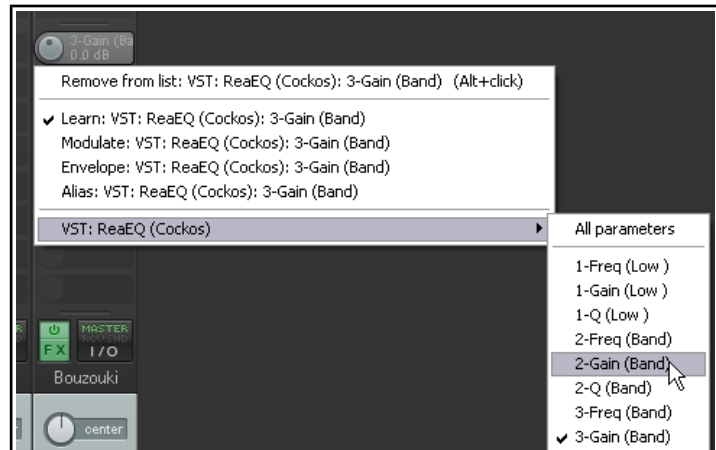 3-Gain (Ba
0.0 dB
Remove from list: VST: ReaEQ (Cockos): 3-Gain (Band) (Alt+click)
Learn: VST: ReaEQ (Cockos): 3-Gain (Band)
Modulate: VST: ReaEQ (Cockos): 3-Gain (Band)
Envelope: VST: ReaEQ (Cockos): 3-Gain (Band)
Alias: VST: ReaEQ (Cockos): 3-Gain (Band)
VST: ReaEQ (Cockos)
All parameters
1-Freq (Low )
1-Gain (Low )
1-Q (Low )
2-Freq (Band)
2-Gain (Band)
2-Q (Band)
3-Freq (Band)
3-Gain (Band)
MASTER
RCV SND
FX
I/O
Bouzouki
center